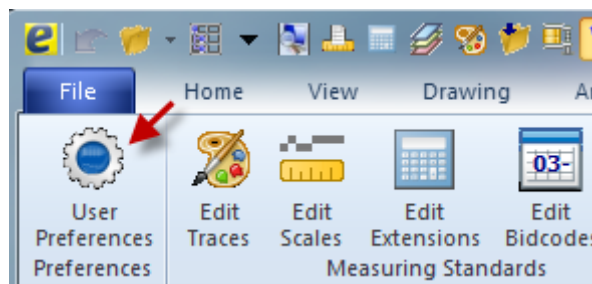 e
File Home View Drawing
03-
User Edit Edit Edit Edit
Preferences Traces Scales Extensions Bidcodes
Preferences Measuring Standards